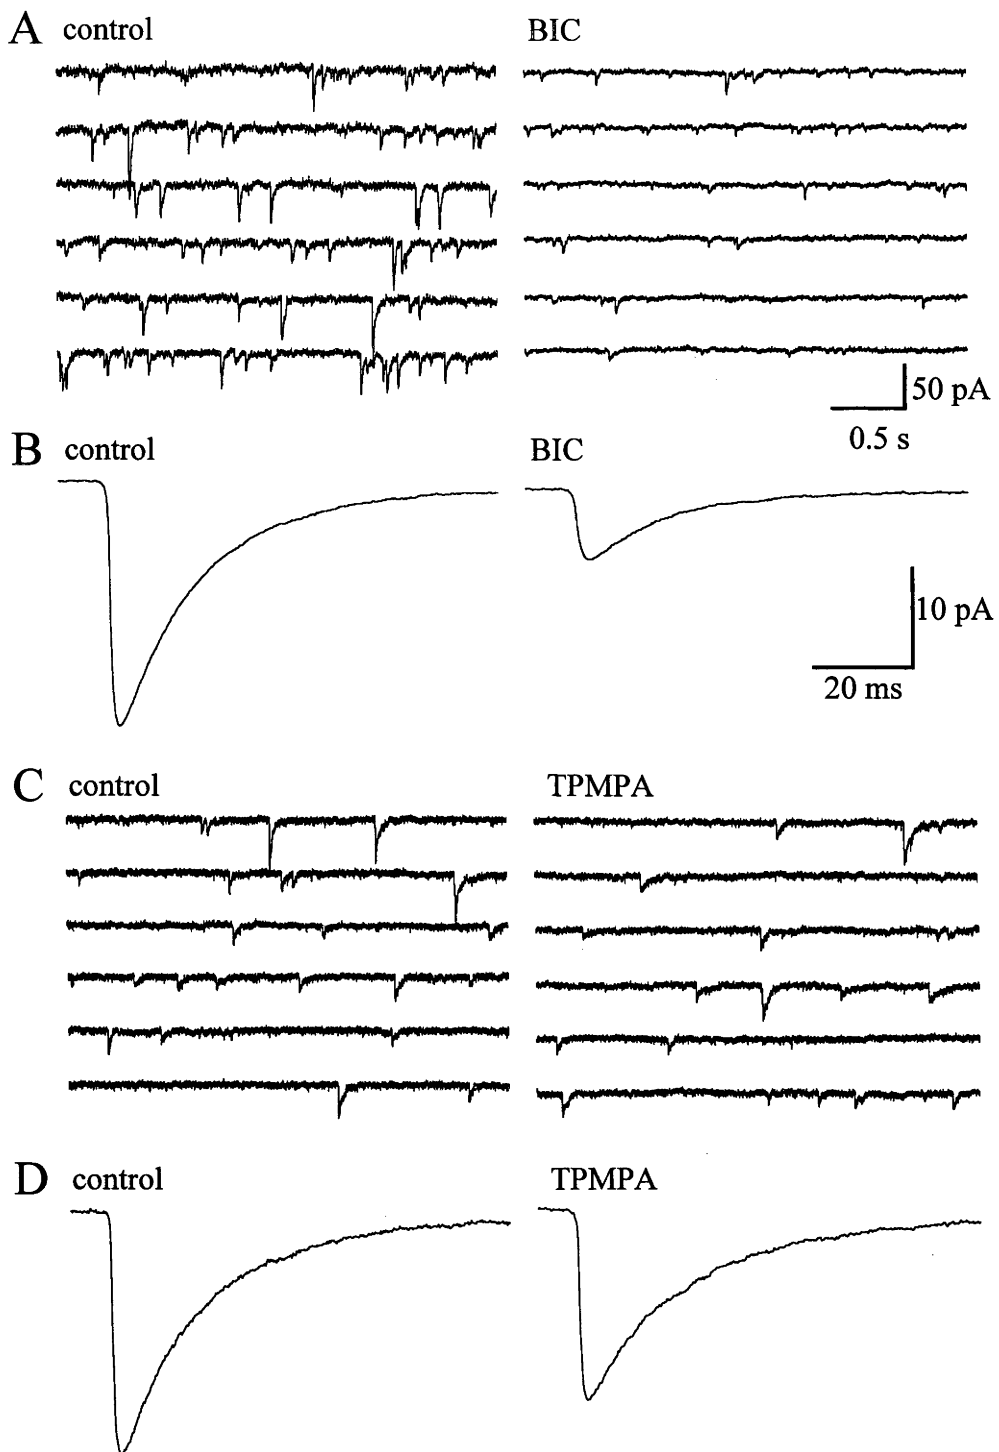 A control BIC
50 pA
0.5 s
B control BIC
10 pA
20 ms
C control TPMPA
D control TPMPA